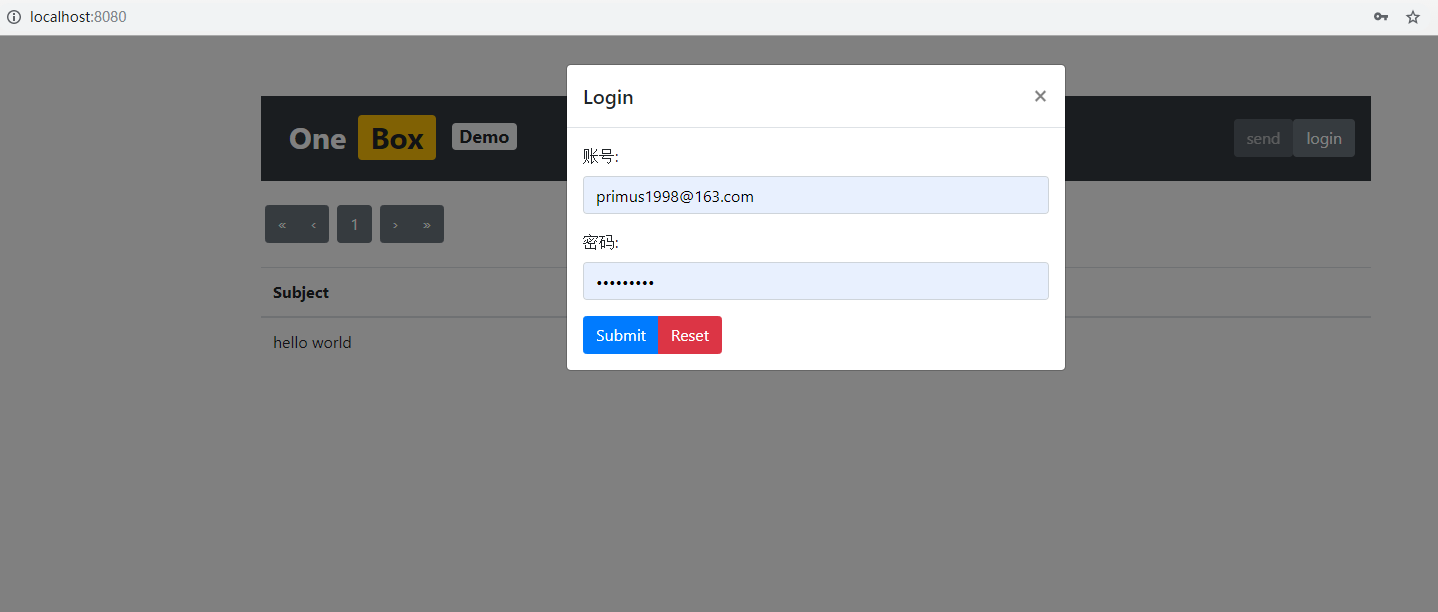 localhost:8080
One Box Demo
send login
« ‹ 1 › »
Subject
hello world
Login ×
账号:
primus1998@163.com
密码:
•••••••••
Submit Reset